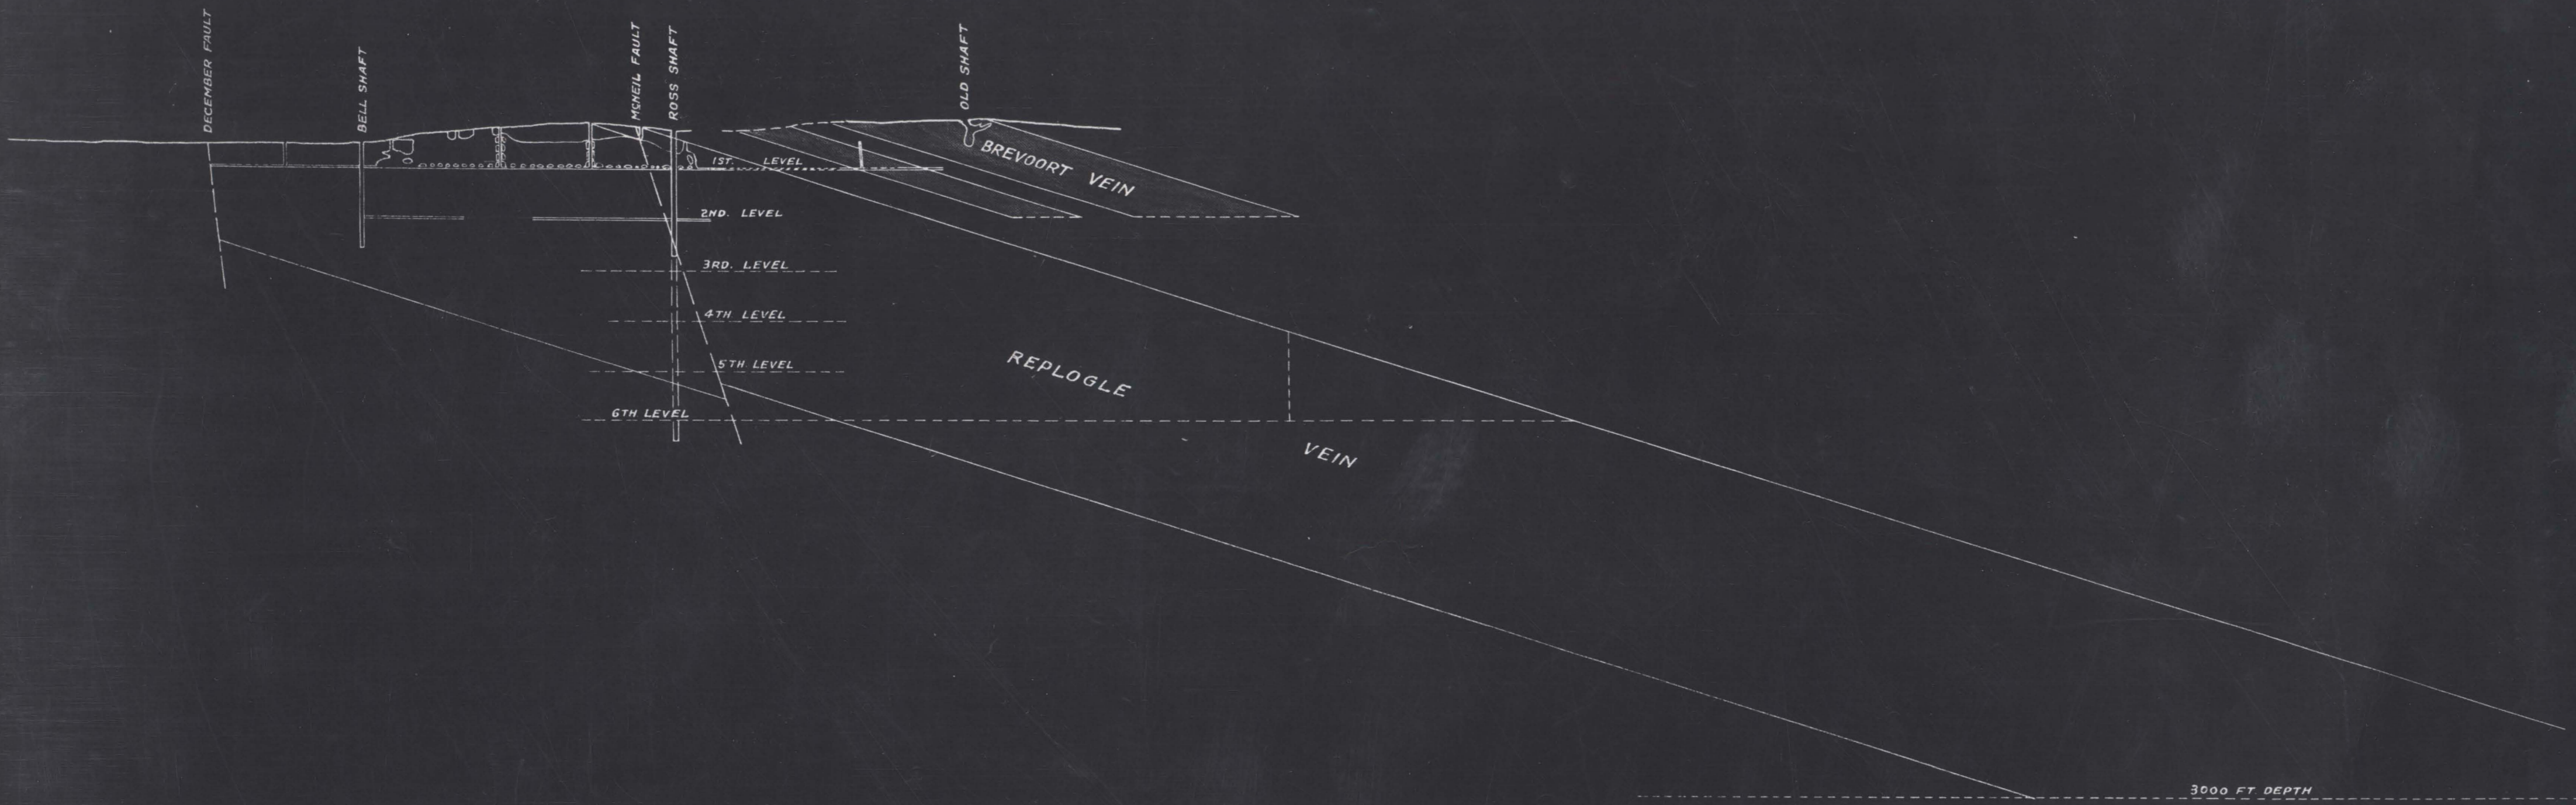 DECEMBER FAULT
BELL SHAFT
MCNEIL FAULT
ROSS SHAFT
OLD SHAFT
1ST. LEVEL
BREVOORT VEIN
2ND. LEVEL
3RD. LEVEL
4TH LEVEL
5TH LEVEL
6TH LEVEL
REPLOGLE
VEIN
3000 FT DEPTH